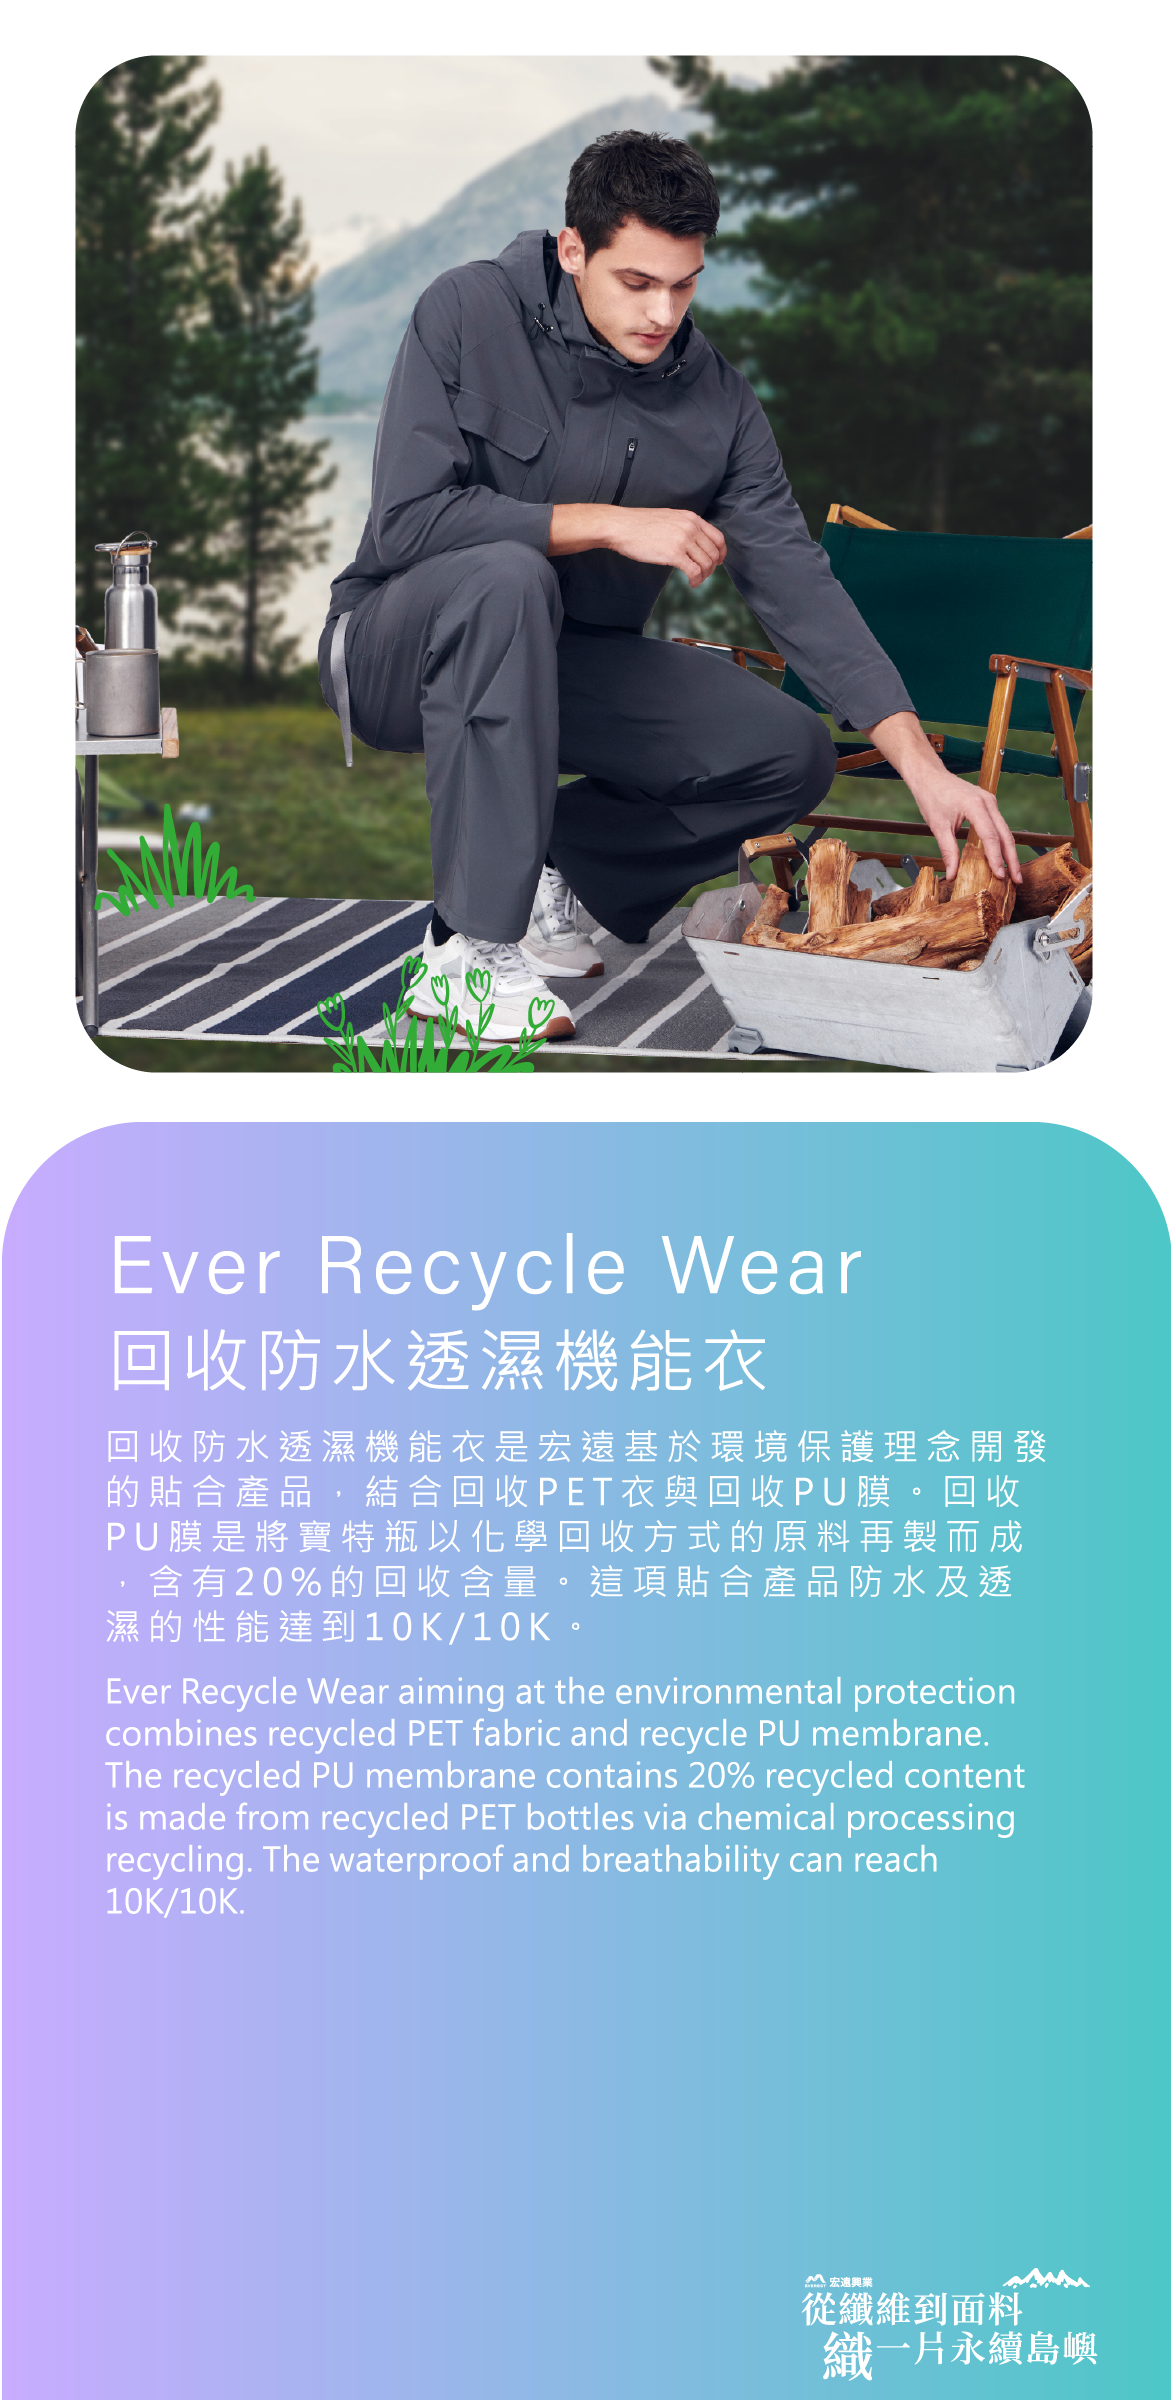 Ever Recycle Wear
回收防水透濕機能衣
回收防水透濕機能衣是宏遠基於環境保護理念開發
的貼合產品，結合回收PET衣與回收PU膜。回收
PU膜是將寶特瓶以化學回收方式的原料再製而成
，含有20%的回收含量。這項貼合產品防水及透
濕的性能達到10K/10K。
Ever Recycle Wear aiming at the environmental protection
combines recycled PET fabric and recycle PU membrane.
The recycled PU membrane contains 20% recycled content
is made from recycled PET bottles via chemical processing
recycling. The waterproof and breathability can reach
10K/10K.
EVEREST 宏遠興業
從纖維到面料
織一片永續島嶼